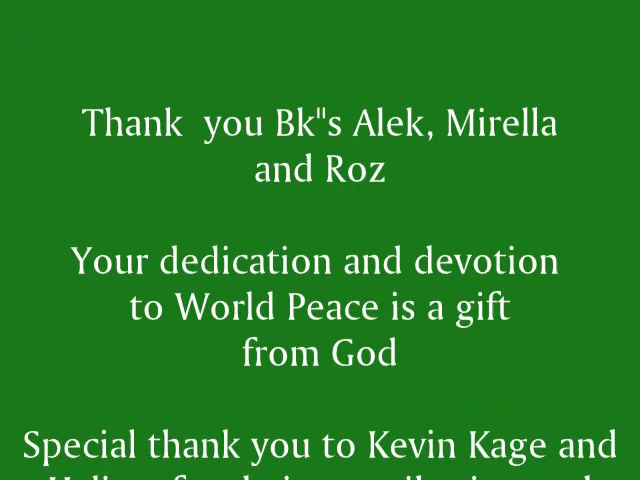 Thank you Bk"s Alek, Mirella
and Roz
Your dedication and devotion
to World Peace is a gift
from God
Special thank you to Kevin Kage and